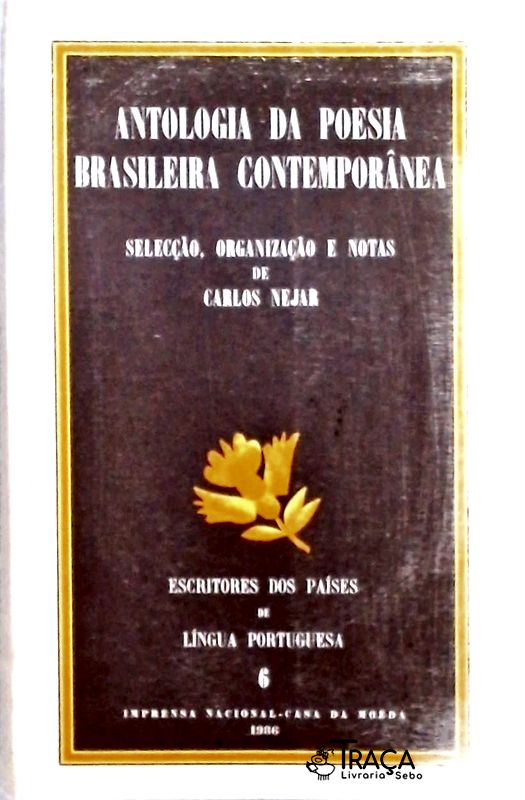 ANTOLOGIA DA POESIA
BRASILEIRA CONTEMPORÂNEA
SELECÇÃO, ORGANIZAÇÃO E NOTAS
DE
CARLOS NEJAR
ESCRITORES DOS PAÍSES
DE
LÍNGUA PORTUGUESA
6
IMPRENSA NACIONAL-CASA DA MOEDA
1986
TRAÇA
Livraria Sebo